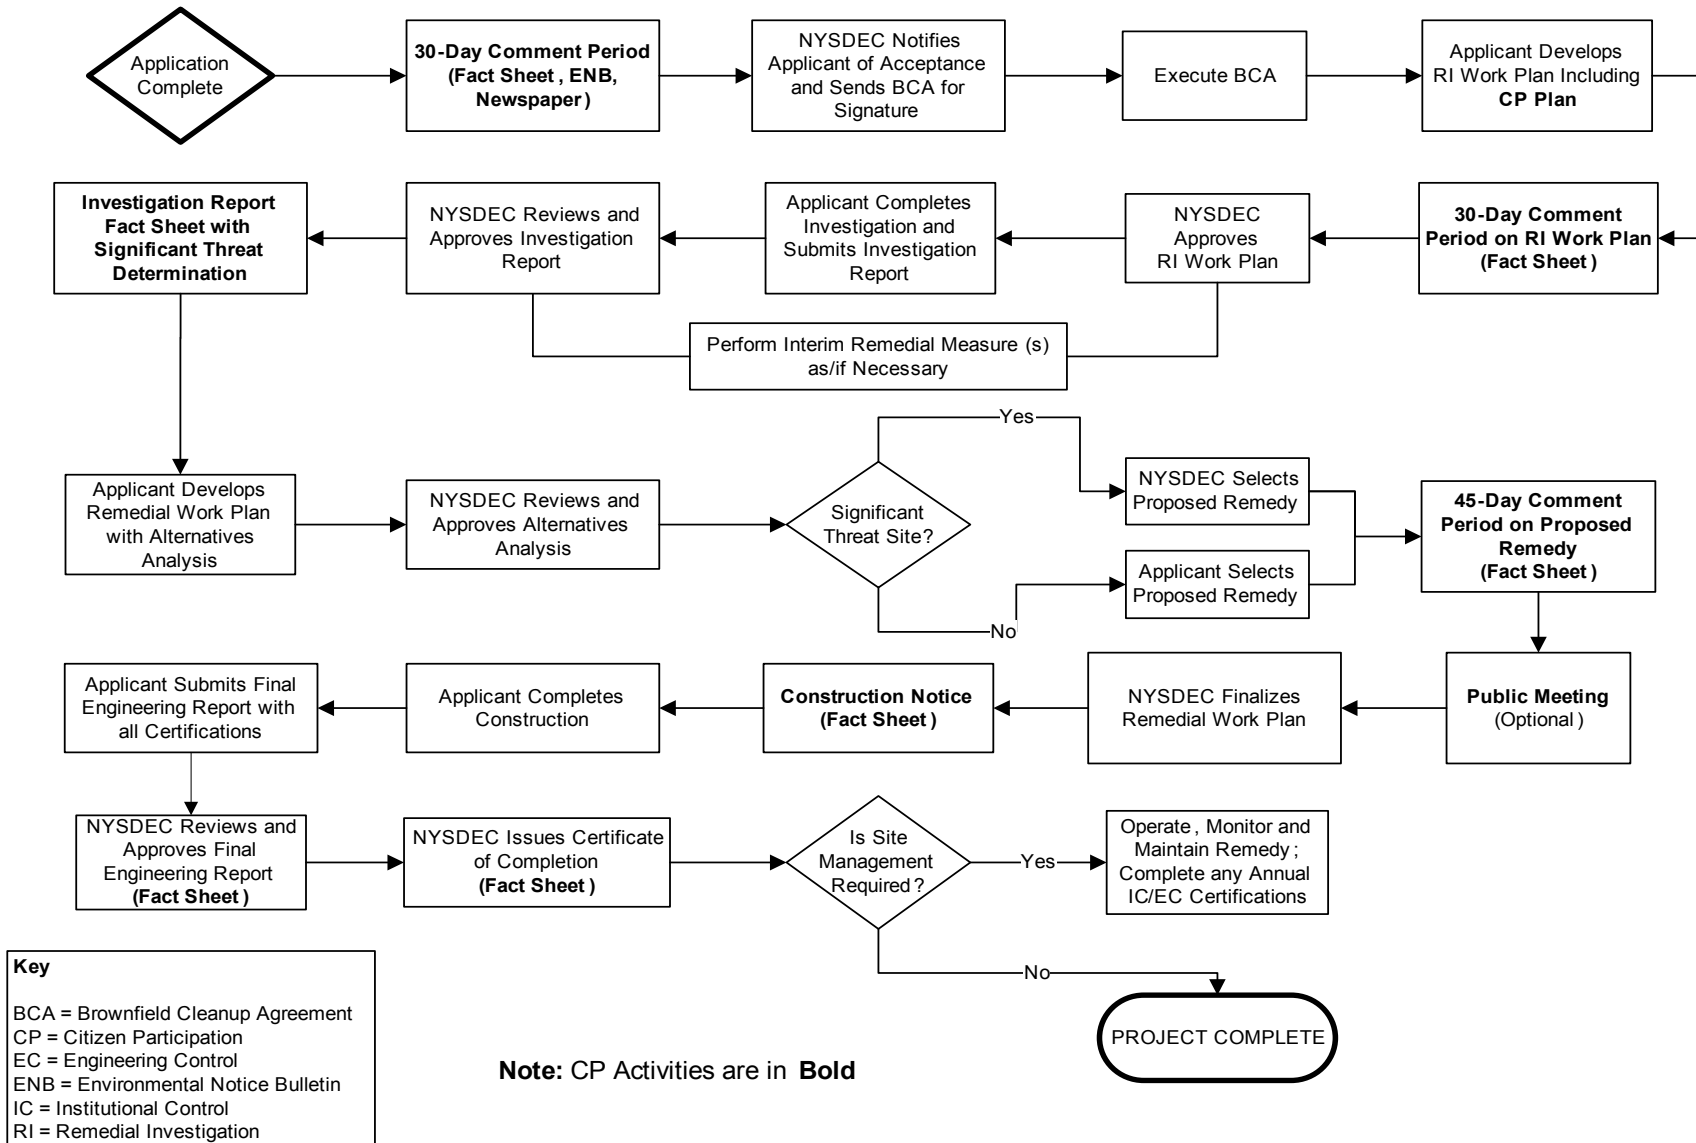 Application
Complete
30-Day Comment Period
(Fact Sheet, ENB,
Newspaper)
NYSDEC Notifies
Applicant of Acceptance
and Sends BCA for
Signature
Execute BCA
Applicant Develops
RI Work Plan Including
CP Plan
30-Day Comment
Period on RI Work Plan
(Fact Sheet)
NYSDEC
Approves
RI Work Plan
Applicant Completes
Investigation and
Submits Investigation
Report
NYSDEC Reviews and
Approves Investigation
Report
Investigation Report
Fact Sheet with
Significant Threat
Determination
Perform Interim Remedial Measure (s)
as/if Necessary
Applicant Develops
Remedial Work Plan
with Alternatives
Analysis
NYSDEC Reviews and
Approves Alternatives
Analysis
Significant
Threat Site?
Yes
No
NYSDEC Selects
Proposed Remedy
Applicant Selects
Proposed Remedy
45-Day Comment
Period on Proposed
Remedy
(Fact Sheet)
Public Meeting
(Optional)
NYSDEC Finalizes
Remedial Work Plan
Construction Notice
(Fact Sheet)
Applicant Completes
Construction
Applicant Submits Final
Engineering Report with
all Certifications
NYSDEC Reviews and
Approves Final
Engineering Report
(Fact Sheet)
NYSDEC Issues Certificate
of Completion
(Fact Sheet)
Is Site
Management
Required?
Yes
Operate, Monitor and
Maintain Remedy;
Complete any Annual
IC/EC Certifications
No
PROJECT COMPLETE
Key
BCA = Brownfield Cleanup Agreement
CP = Citizen Participation
EC = Engineering Control
ENB = Environmental Notice Bulletin
IC = Institutional Control
RI = Remedial Investigation
Note: CP Activities are in Bold